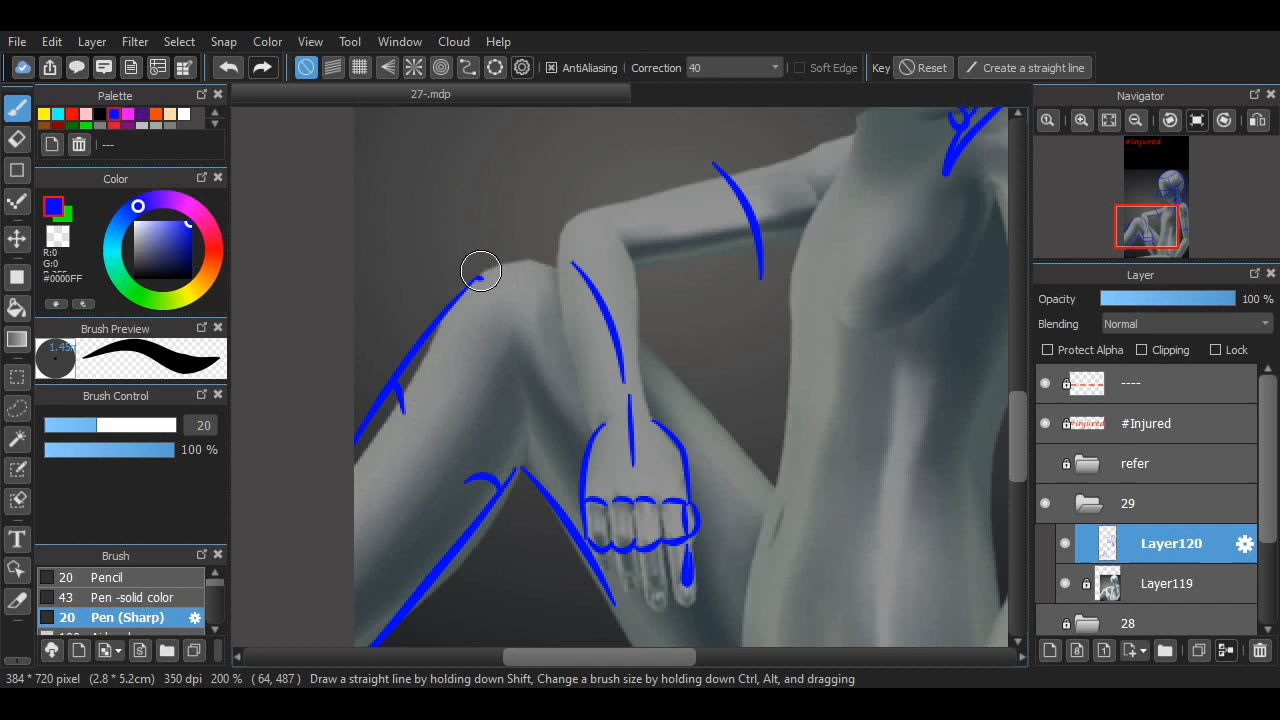 File Edit Layer Filter Select Snap Color View Tool Window Cloud Help
AntiAliasing Correction 40 Soft Edge Key Reset Create a straight line
Palette
27-.mdp
Navigator
---
#injured
Color
R:0
G:0
#0000FF
Layer
Opacity 100 %
Blending Normal
Protect Alpha Clipping Lock
Brush Preview
1.45
Brush Control
20
100 %
----
#Injured
refer
29
Layer120
Layer119
28
Brush
20 Pencil
43 Pen -solid color
20 Pen (Sharp)
384 * 720 pixel (2.8 * 5.2cm) 350 dpi 200 % ( 64, 487 ) Draw a straight line by holding down Shift, Change a brush size by holding down Ctrl, Alt, and dragging